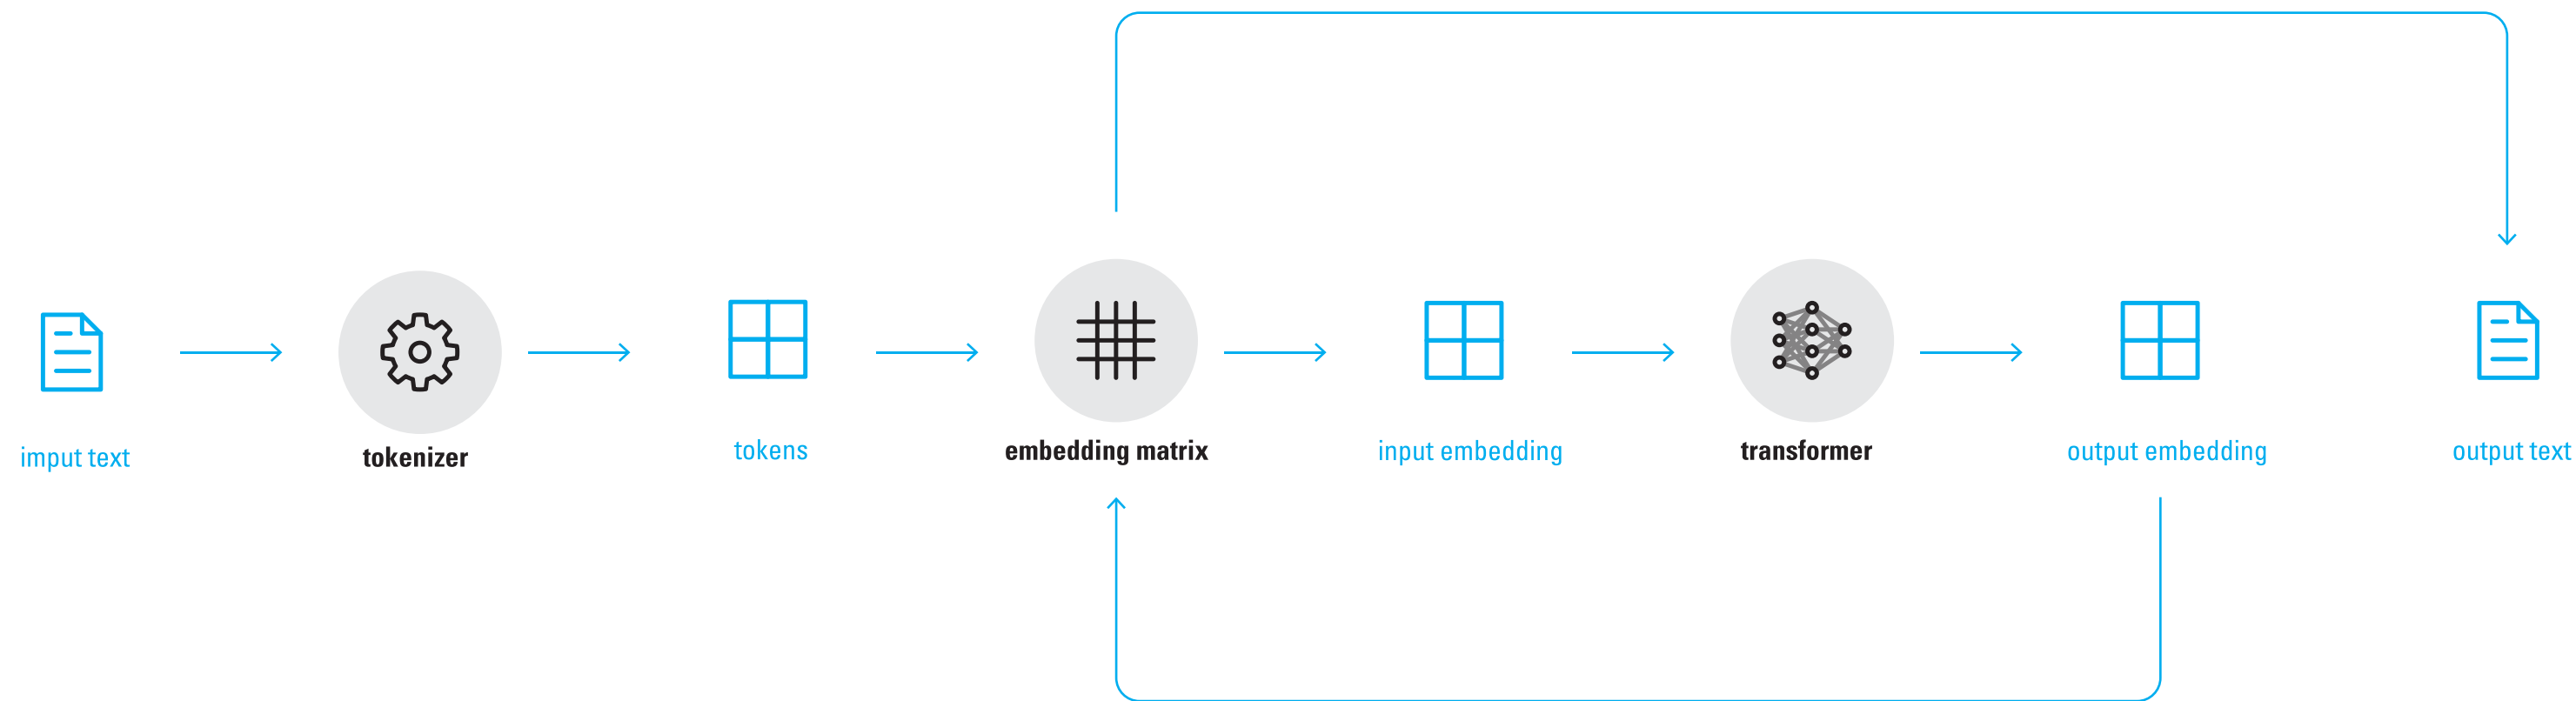 imput text
tokenizer
tokens
embedding matrix
input embedding
transformer
output embedding
output text